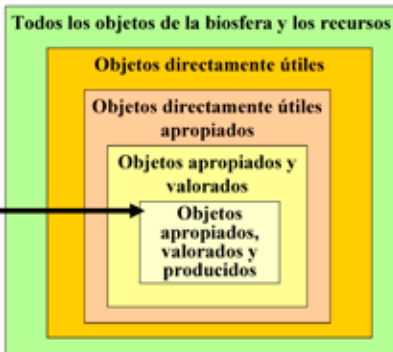 Todos los objetos de la biosfera y los recursos
Objetos directamente útiles
Objetos directamente útiles
apropiados
Objetos apropiados y
valorados
Objetos
apropiados,
valorados y
producidos